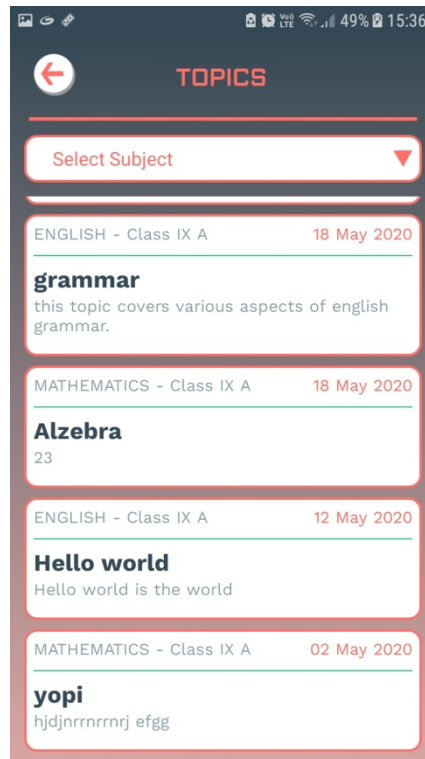 Vo)) LTE 49% 15:36
TOPICS
Select Subject
ENGLISH - Class IX A 18 May 2020
grammar
this topic covers various aspects of english
grammar.
MATHEMATICS - Class IX A 18 May 2020
Alzebra
23
ENGLISH - Class IX A 12 May 2020
Hello world
Hello world is the world
MATHEMATICS - Class IX A 02 May 2020
yopi
hjdjnrrnrrnrj efgg